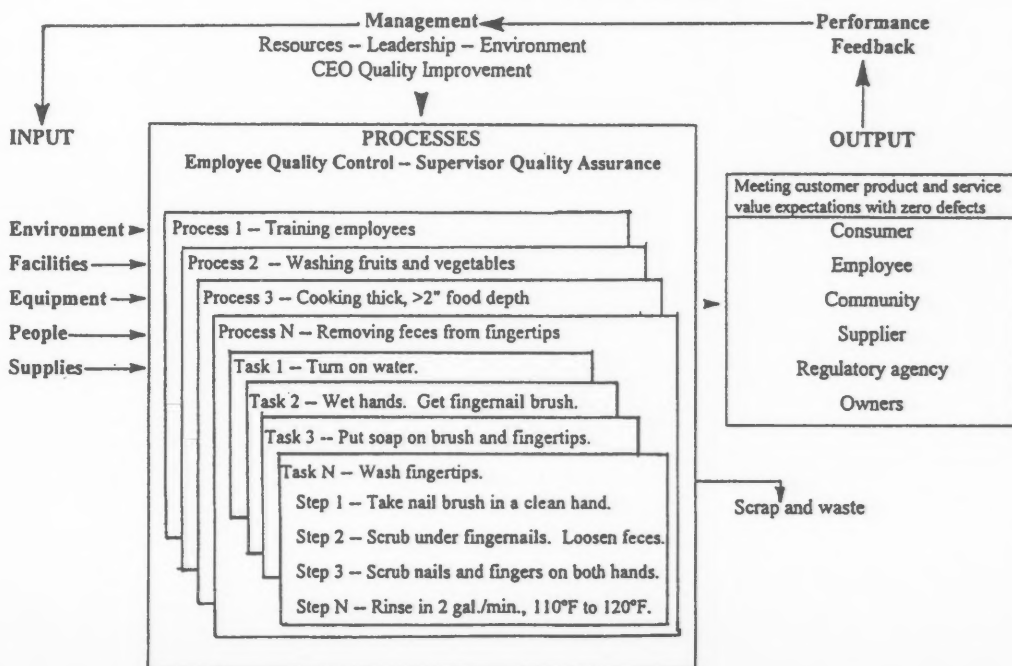 Management
Resources – Leadership – Environment
CEO Quality Improvement
Performance
Feedback
INPUT
PROCESSES
Employee Quality Control – Supervisor Quality Assurance
OUTPUT
Environment
Facilities
Equipment
People
Supplies
Process 1 – Training employees
Process 2 – Washing fruits and vegetables
Process 3 – Cooking thick, >2" food depth
Process N – Removing feces from fingertips
Task 1 – Turn on water.
Task 2 – Wet hands. Get fingernail brush.
Task 3 – Put soap on brush and fingertips.
Task N – Wash fingertips.
Step 1 – Take nail brush in a clean hand.
Step 2 – Scrub under fingernails. Loosen feces.
Step 3 – Scrub nails and fingers on both hands.
Step N – Rinse in 2 gal./min., 110°F to 120°F.
Meeting customer product and service
value expectations with zero defects
Consumer
Employee
Community
Supplier
Regulatory agency
Owners
Scrap and waste